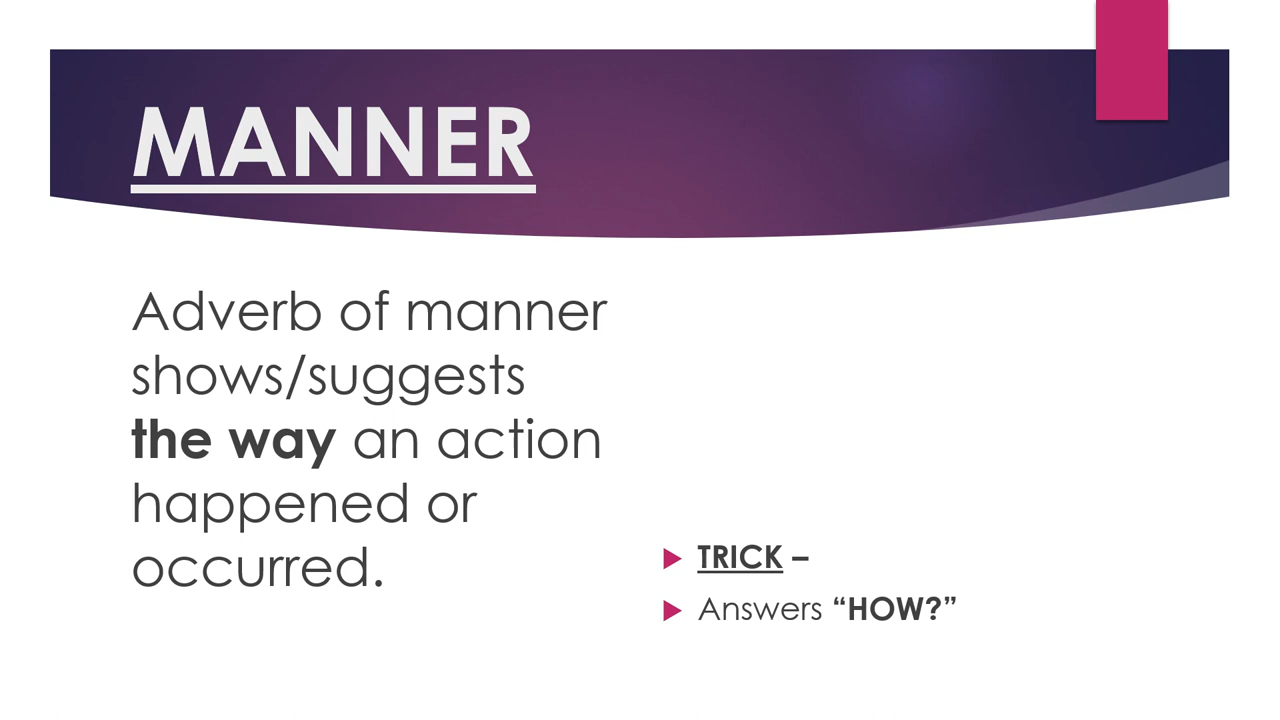 MANNER
Adverb of manner
shows/suggests
the way an action
happened or
occurred.
TRICK –
Answers “HOW?”